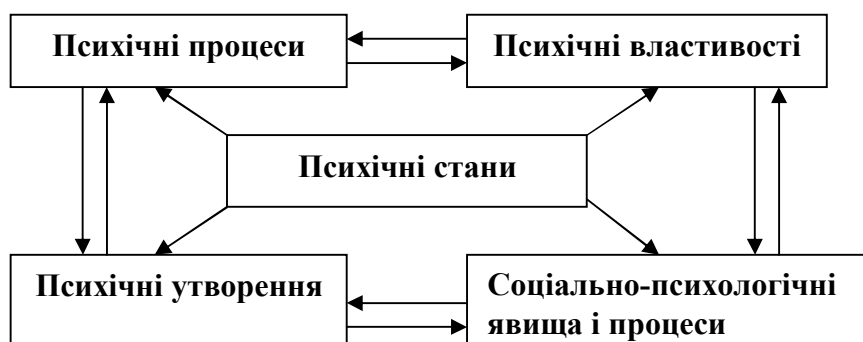 Психічні процеси
Психічні властивості
Психічні стани
Психічні утворення
Соціально-психологічні
явища і процеси